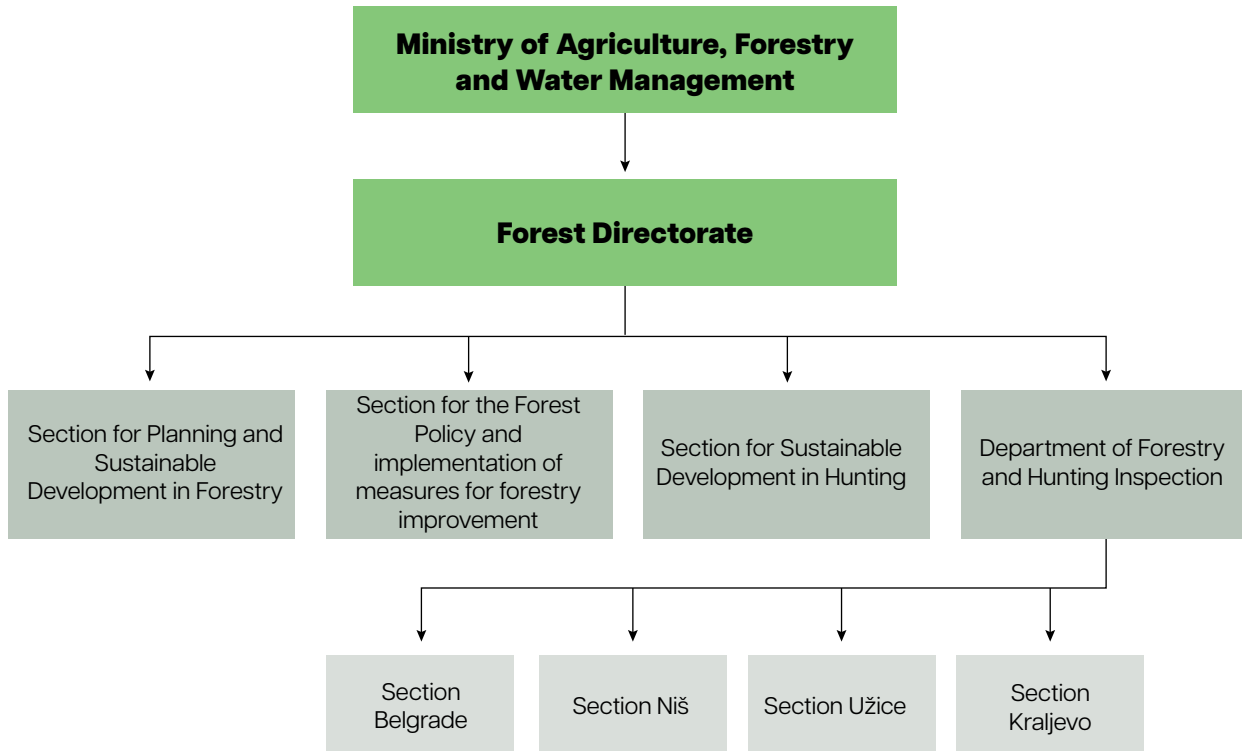 Ministry of Agriculture, Forestry
and Water Management
Forest Directorate
Section for Planning and
Sustainable
Development in Forestry
Section for the Forest
Policy and
implementation of
measures for forestry
improvement
Section for Sustainable
Development in Hunting
Department of Forestry
and Hunting Inspection
Section
Belgrade
Section Niš
Section Užice
Section
Kraljevo